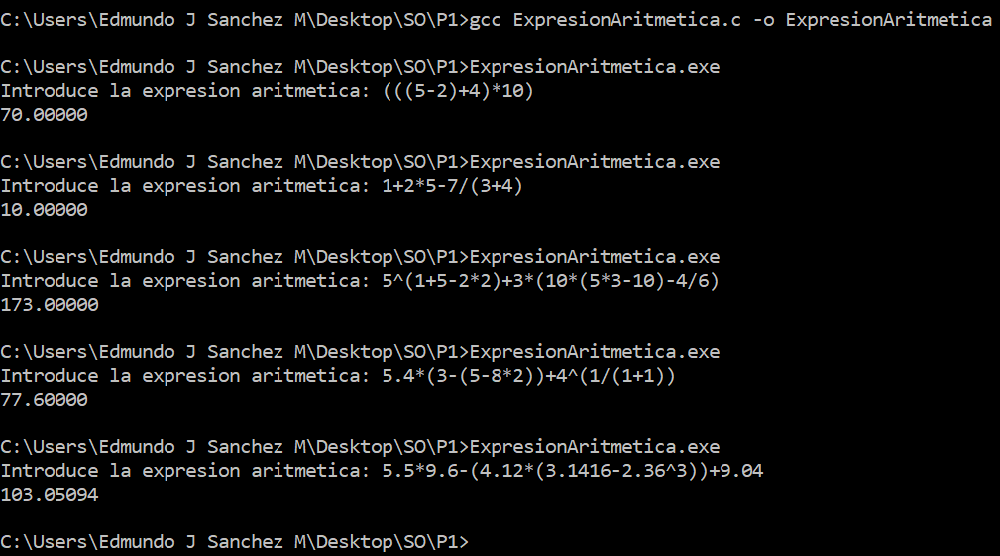 C:\Users\Edmundo J Sanchez M\Desktop\SO\P1>gcc ExpresionAritmetica.c -o ExpresionAritmetica
C:\Users\Edmundo J Sanchez M\Desktop\SO\P1>ExpresionAritmetica.exe
Introduce la expresion aritmetica: (((5-2)+4)*10)
70.00000
C:\Users\Edmundo J Sanchez M\Desktop\SO\P1>ExpresionAritmetica.exe
Introduce la expresion aritmetica: 1+2*5-7/(3+4)
10.00000
C:\Users\Edmundo J Sanchez M\Desktop\SO\P1>ExpresionAritmetica.exe
Introduce la expresion aritmetica: 5^(1+5-2*2)+3*(10*(5*3-10)-4/6)
173.00000
C:\Users\Edmundo J Sanchez M\Desktop\SO\P1>ExpresionAritmetica.exe
Introduce la expresion aritmetica: 5.4*(3-(5-8*2))+4^(1/(1+1))
77.60000
C:\Users\Edmundo J Sanchez M\Desktop\SO\P1>ExpresionAritmetica.exe
Introduce la expresion aritmetica: 5.5*9.6-(4.12*(3.1416-2.36^3))+9.04
103.05094
C:\Users\Edmundo J Sanchez M\Desktop\SO\P1>